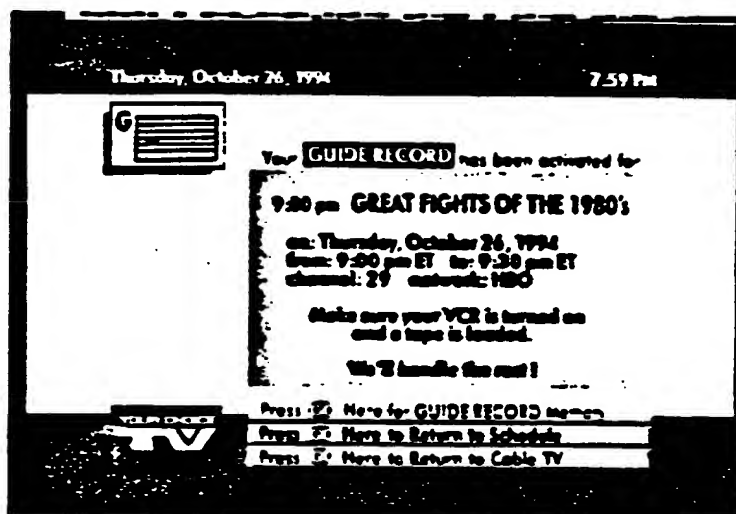 Thursday, October 26, 1994
7:59 PM
G
Your GUIDE RECORD has been activated for
9:00 pm GREAT FIGHTS OF THE 1980's
on: Thursday, October 26, 1994
from: 9:00 pm ET to: 9:30 pm ET
channel: 29 network: HBO
Make sure your VCR is turned on
and a tape is loaded.
We'll handle the rest!
Press Here for GUIDE RECORD
Press Here to Return to Schedule
TV
Press Here to Return to Cable TV